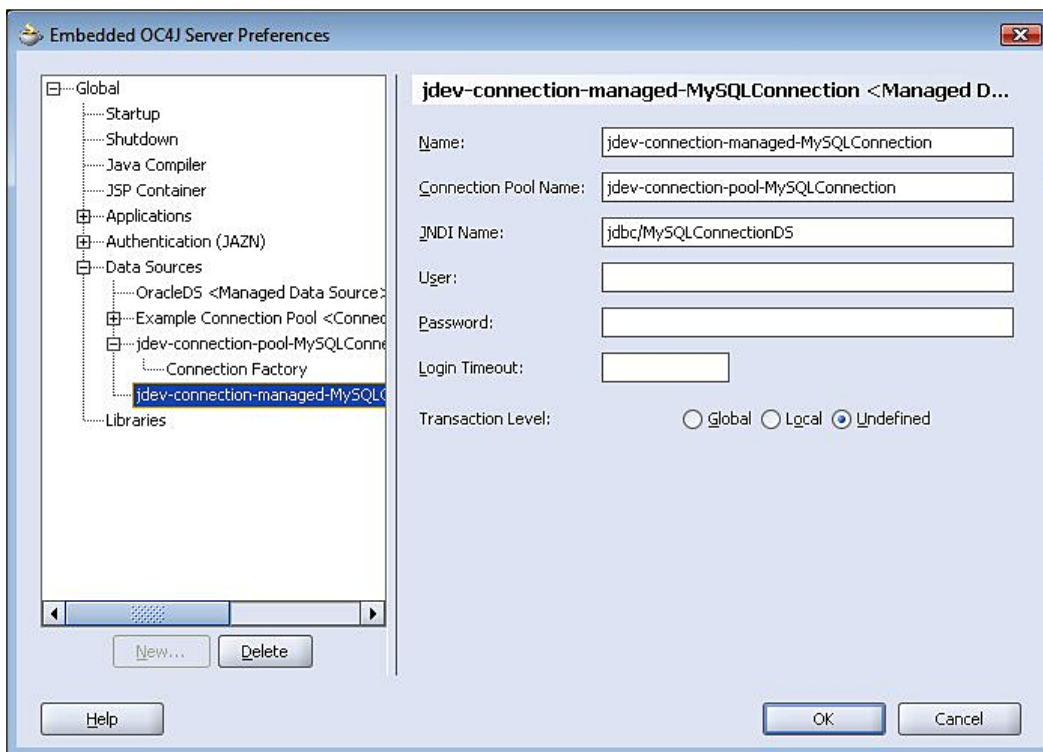 Embedded OC4J Server Preferences
Global
Startup
Shutdown
Java Compiler
JSP Container
Applications
Authentication (JAZN)
Data Sources
OracleDS <Managed Data Source>
Example Connection Pool <Connec
jdev-connection-pool-MySQLConne
Connection Factory
jdev-connection-managed-MySQLC
Libraries
New...
Delete
jdev-connection-managed-MySQLConnection <Managed D...
Name: jdev-connection-managed-MySQLConnection
Connection Pool Name: jdev-connection-pool-MySQLConnection
JNDI Name: jdbc/MySQLConnectionDS
User:
Password:
Login Timeout:
Transaction Level: Global Local Undefined
Help OK Cancel